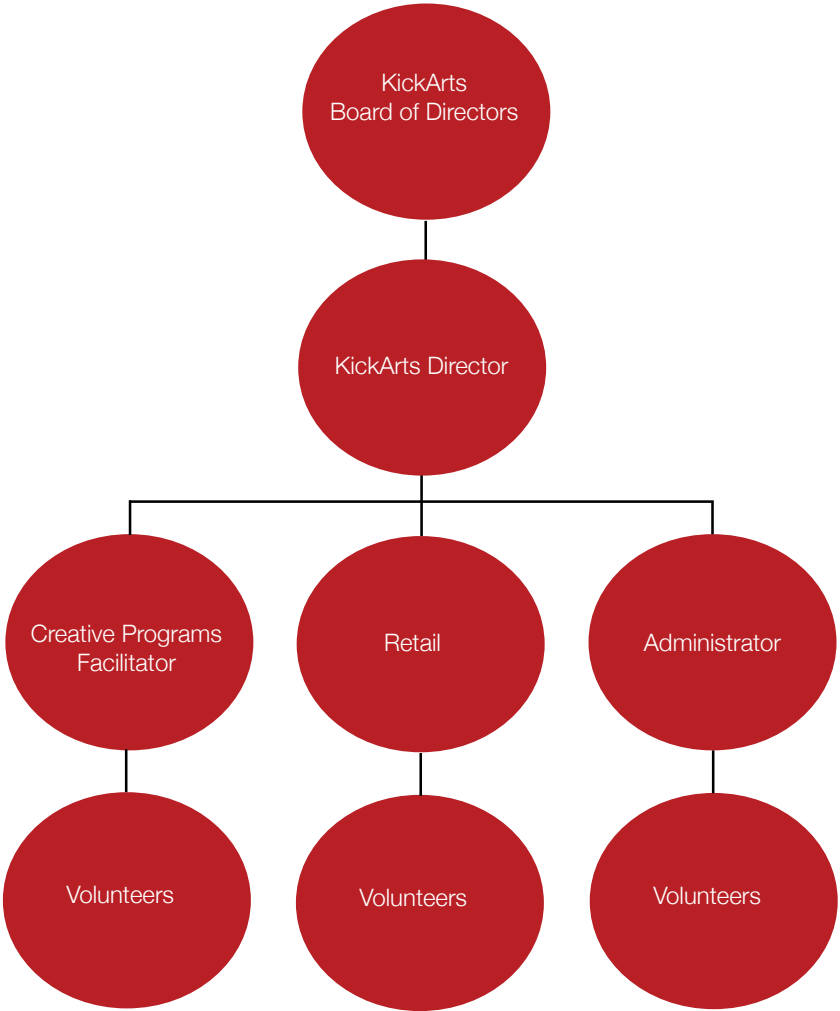 KickArts
Board of Directors
KickArts Director
Creative Programs
Facilitator
Retail
Administrator
Volunteers
Volunteers
Volunteers